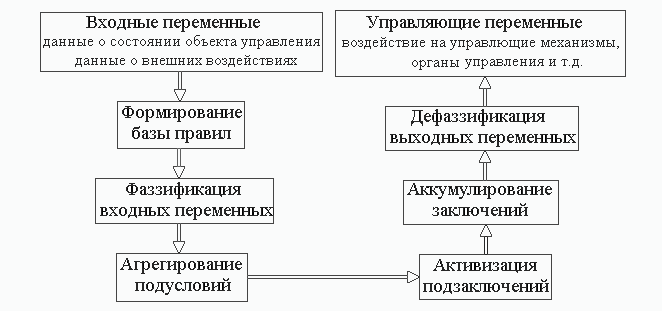 Входные переменные
данные о состоянии объекта управления
данные о внешних воздействиях
Формирование
базы правил
Фаззификация
входных переменных
Агрегирование
подусловий
Активизация
подзаключений
Аккумулирование
заключений
Дефаззификация
выходных переменных
Управляющие переменные
воздействие на управлющие механизмы,
органы управления и т.д.